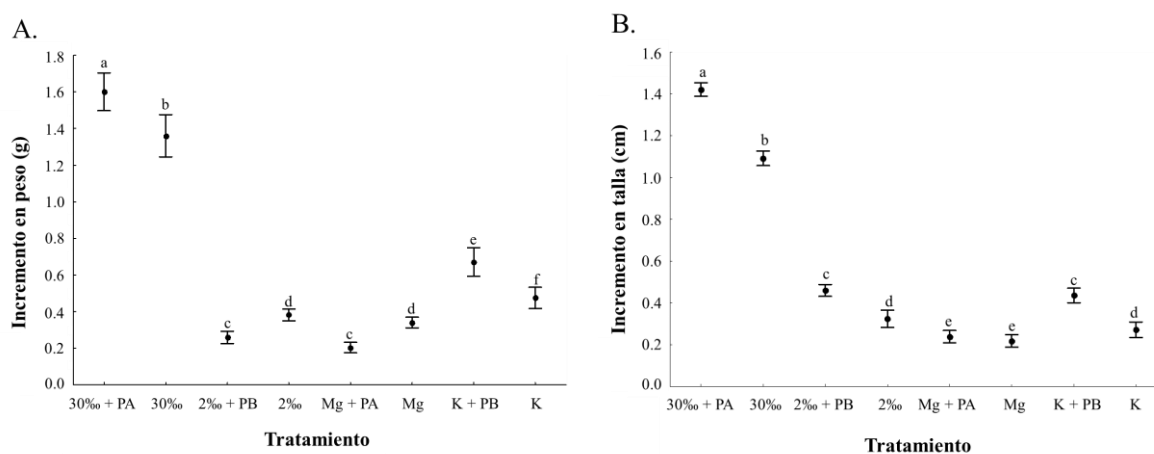 A.
Incremento en peso (g)
1.8
1.6
1.4
1.2
1.0
0.8
0.6
0.4
0.2
0.0
a
b
c
d
c
d
e
f
30‰ + PA 30‰ 2‰ + PB 2‰ Mg + PA Mg K + PB K
Tratamiento
B.
Incremento en talla (cm)
1.6
1.4
1.2
1.0
0.8
0.6
0.4
0.2
0.0
a
b
c
d
e
e
c
d
30‰ + PA 30‰ 2‰ + PB 2‰ Mg + PA Mg K + PB K
Tratamiento